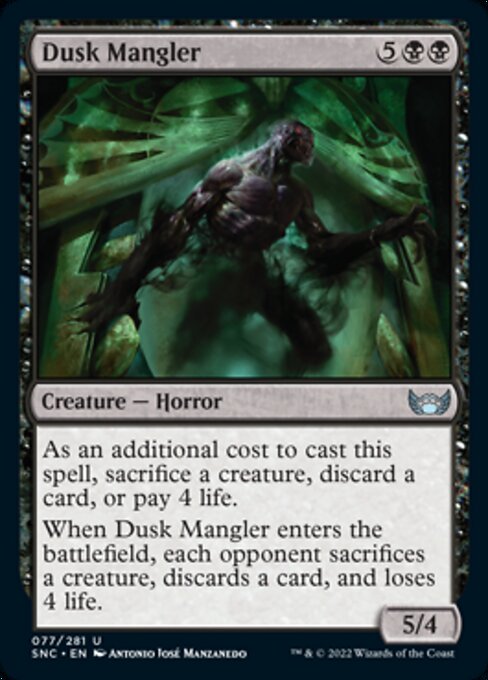 Dusk Mangler 5
Creature — Horror
As an additional cost to cast this
spell, sacrifice a creature, discard a
card, or pay 4 life.
When Dusk Mangler enters the
battlefield, each opponent sacrifices
a creature, discards a card, and loses
4 life.
5/4
077/281 U
SNC • EN Antonio José Manzanedo ™ & © 2022 Wizards of the Coast